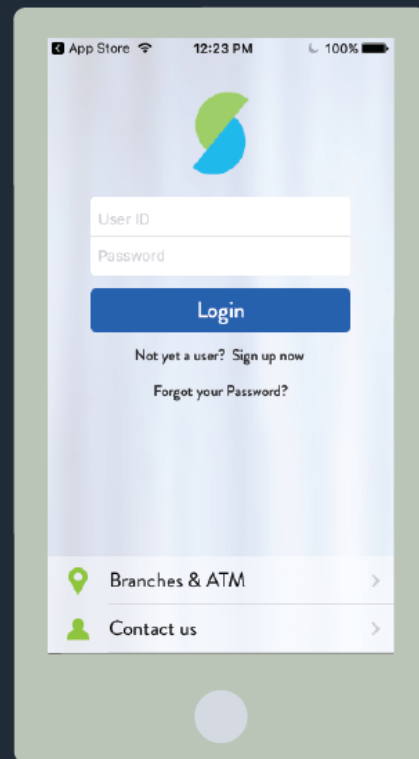 App Store 12:23 PM 100%
User ID
Password
Login
Not yet a user? Sign up now
Forgot your Password?
Branches & ATM
Contact us